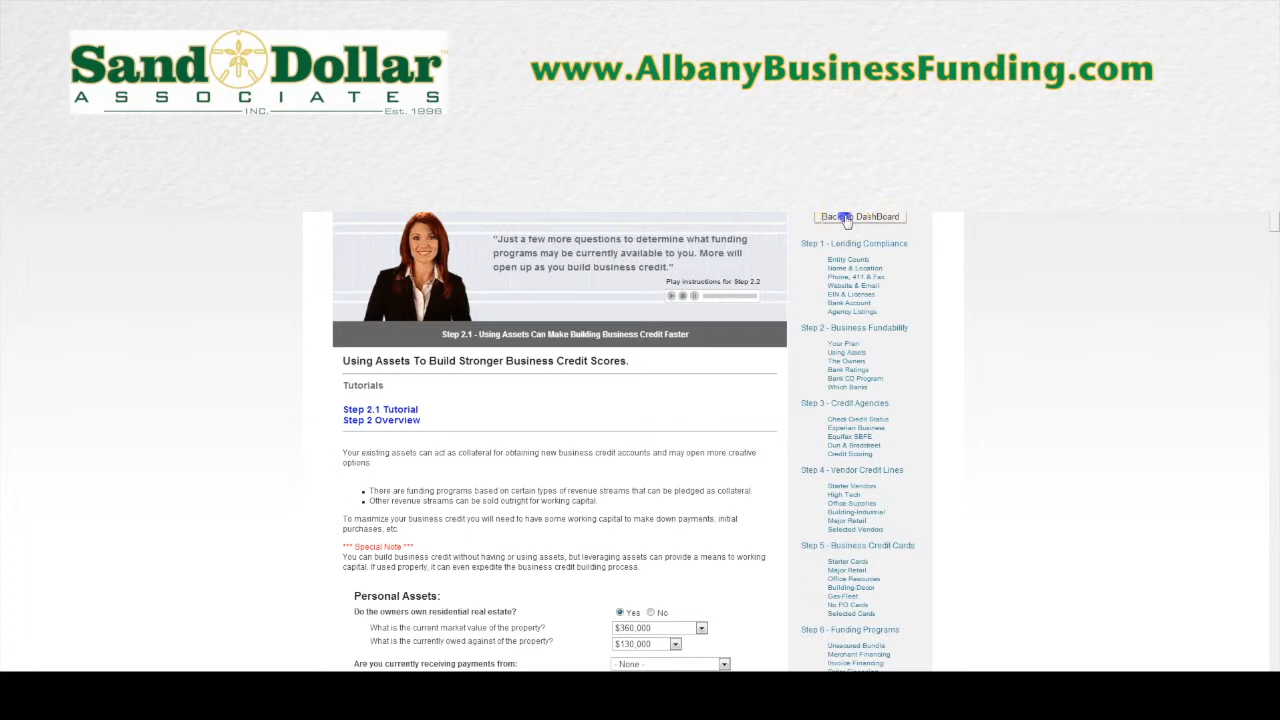 Sand Dollar™
ASSOCIATES
INC. Est. 1996
www.AlbanyBusinessFunding.com
"Just a few more questions to determine what funding
programs may be currently available to you. More will
open up as you build business credit."
Play instructions for Step 2.2
Step 2.1 - Using Assets Can Make Building Business Credit Faster
Using Assets To Build Stronger Business Credit Scores.
Tutorials
Step 2.1 Tutorial
Step 2 Overview
Your existing assets can act as collateral for obtaining new business credit accounts and may open more creative
options:
There are funding programs based on certain types of revenue streams that can be pledged as collateral.
Other revenue streams can be sold outright for working capital.
To maximize your business credit you will need to have some working capital to make down payments, initial
purchases, etc.
*** Special Note ***
You can build business credit without having or using assets, but leveraging assets can provide a means to working
capital. If used properly, it can even expedite the business credit building process.
Personal Assets:
Do the owners own residential real estate? Yes No
What is the current market value of the property? $360,000
What is the currently owed against of the property? $130,000
Are you currently receiving payments from: - None -
Back DashBoard
Step 1 - Lending Compliance
Entity Counts
Name & Location
Phone, 411 & Fax
Website & Email
EIN & Licenses
Bank Account
Agency Listings
Step 2 - Business Fundability
Your Plan
Using Assets
The Owners
Bank Ratings
Bank CD Program
Which Banks
Step 3 - Credit Agencies
Check Credit Status
Experian Business
Equifax SBFE
Dun & Bradstreet
Credit Scoring
Step 4 - Vendor Credit Lines
Starter Vendors
High Tech
Office Supplies
Building-Industrial
Major Retail
Selected Vendors
Step 5 - Business Credit Cards
Starter Cards
Major Retail
Office Resources
Building-Decor
Gas-Fleet
No PG Cards
Selected Cards
Step 6 - Funding Programs
Unsecured Bundle
Merchant Financing
Invoice Financing